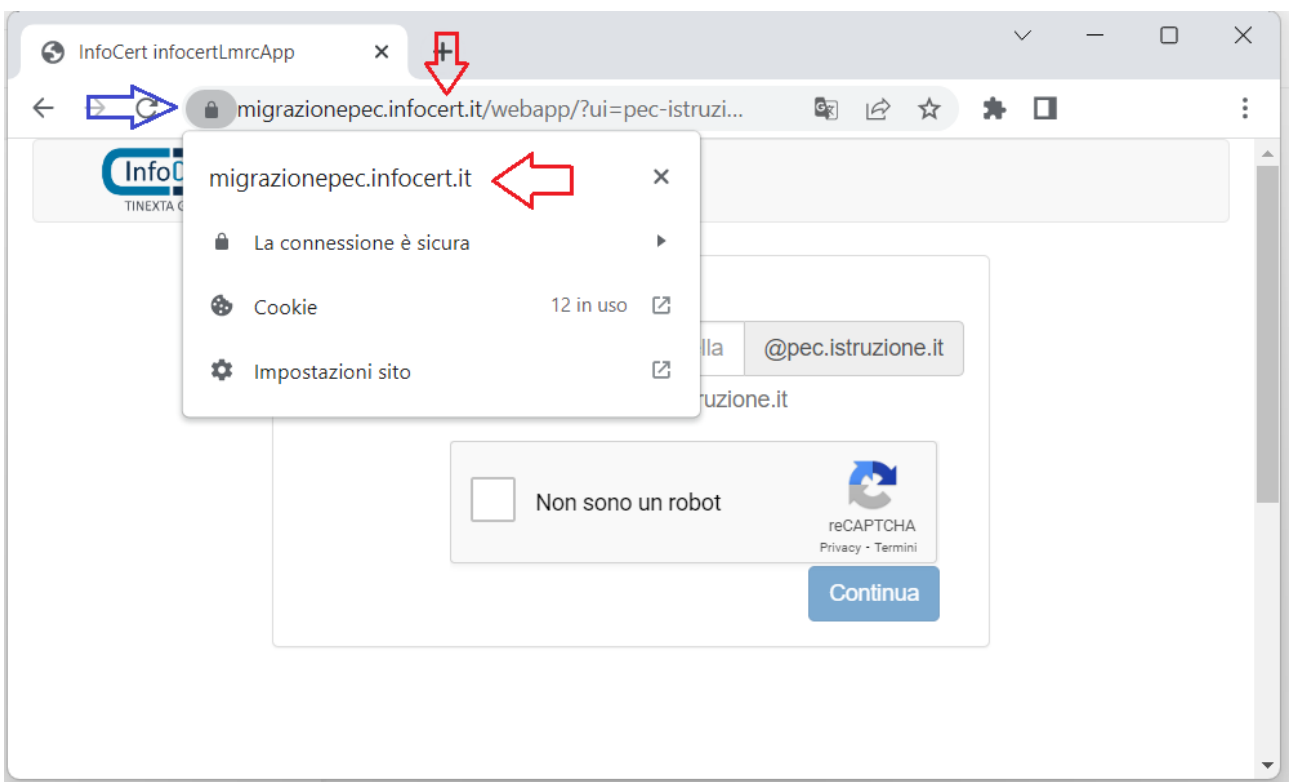 InfoCert infocertLmrcApp
migrazionepec.infocert.it/webapp/?ui=pec-istruzi...
Info
TINEXTA
migrazionepec.infocert.it
La connessione è sicura
Cookie 12 in uso
Impostazioni sito
lla @pec.istruzione.it
ruzione.it
Non sono un robot
reCAPTCHA
Privacy - Termini
Continua